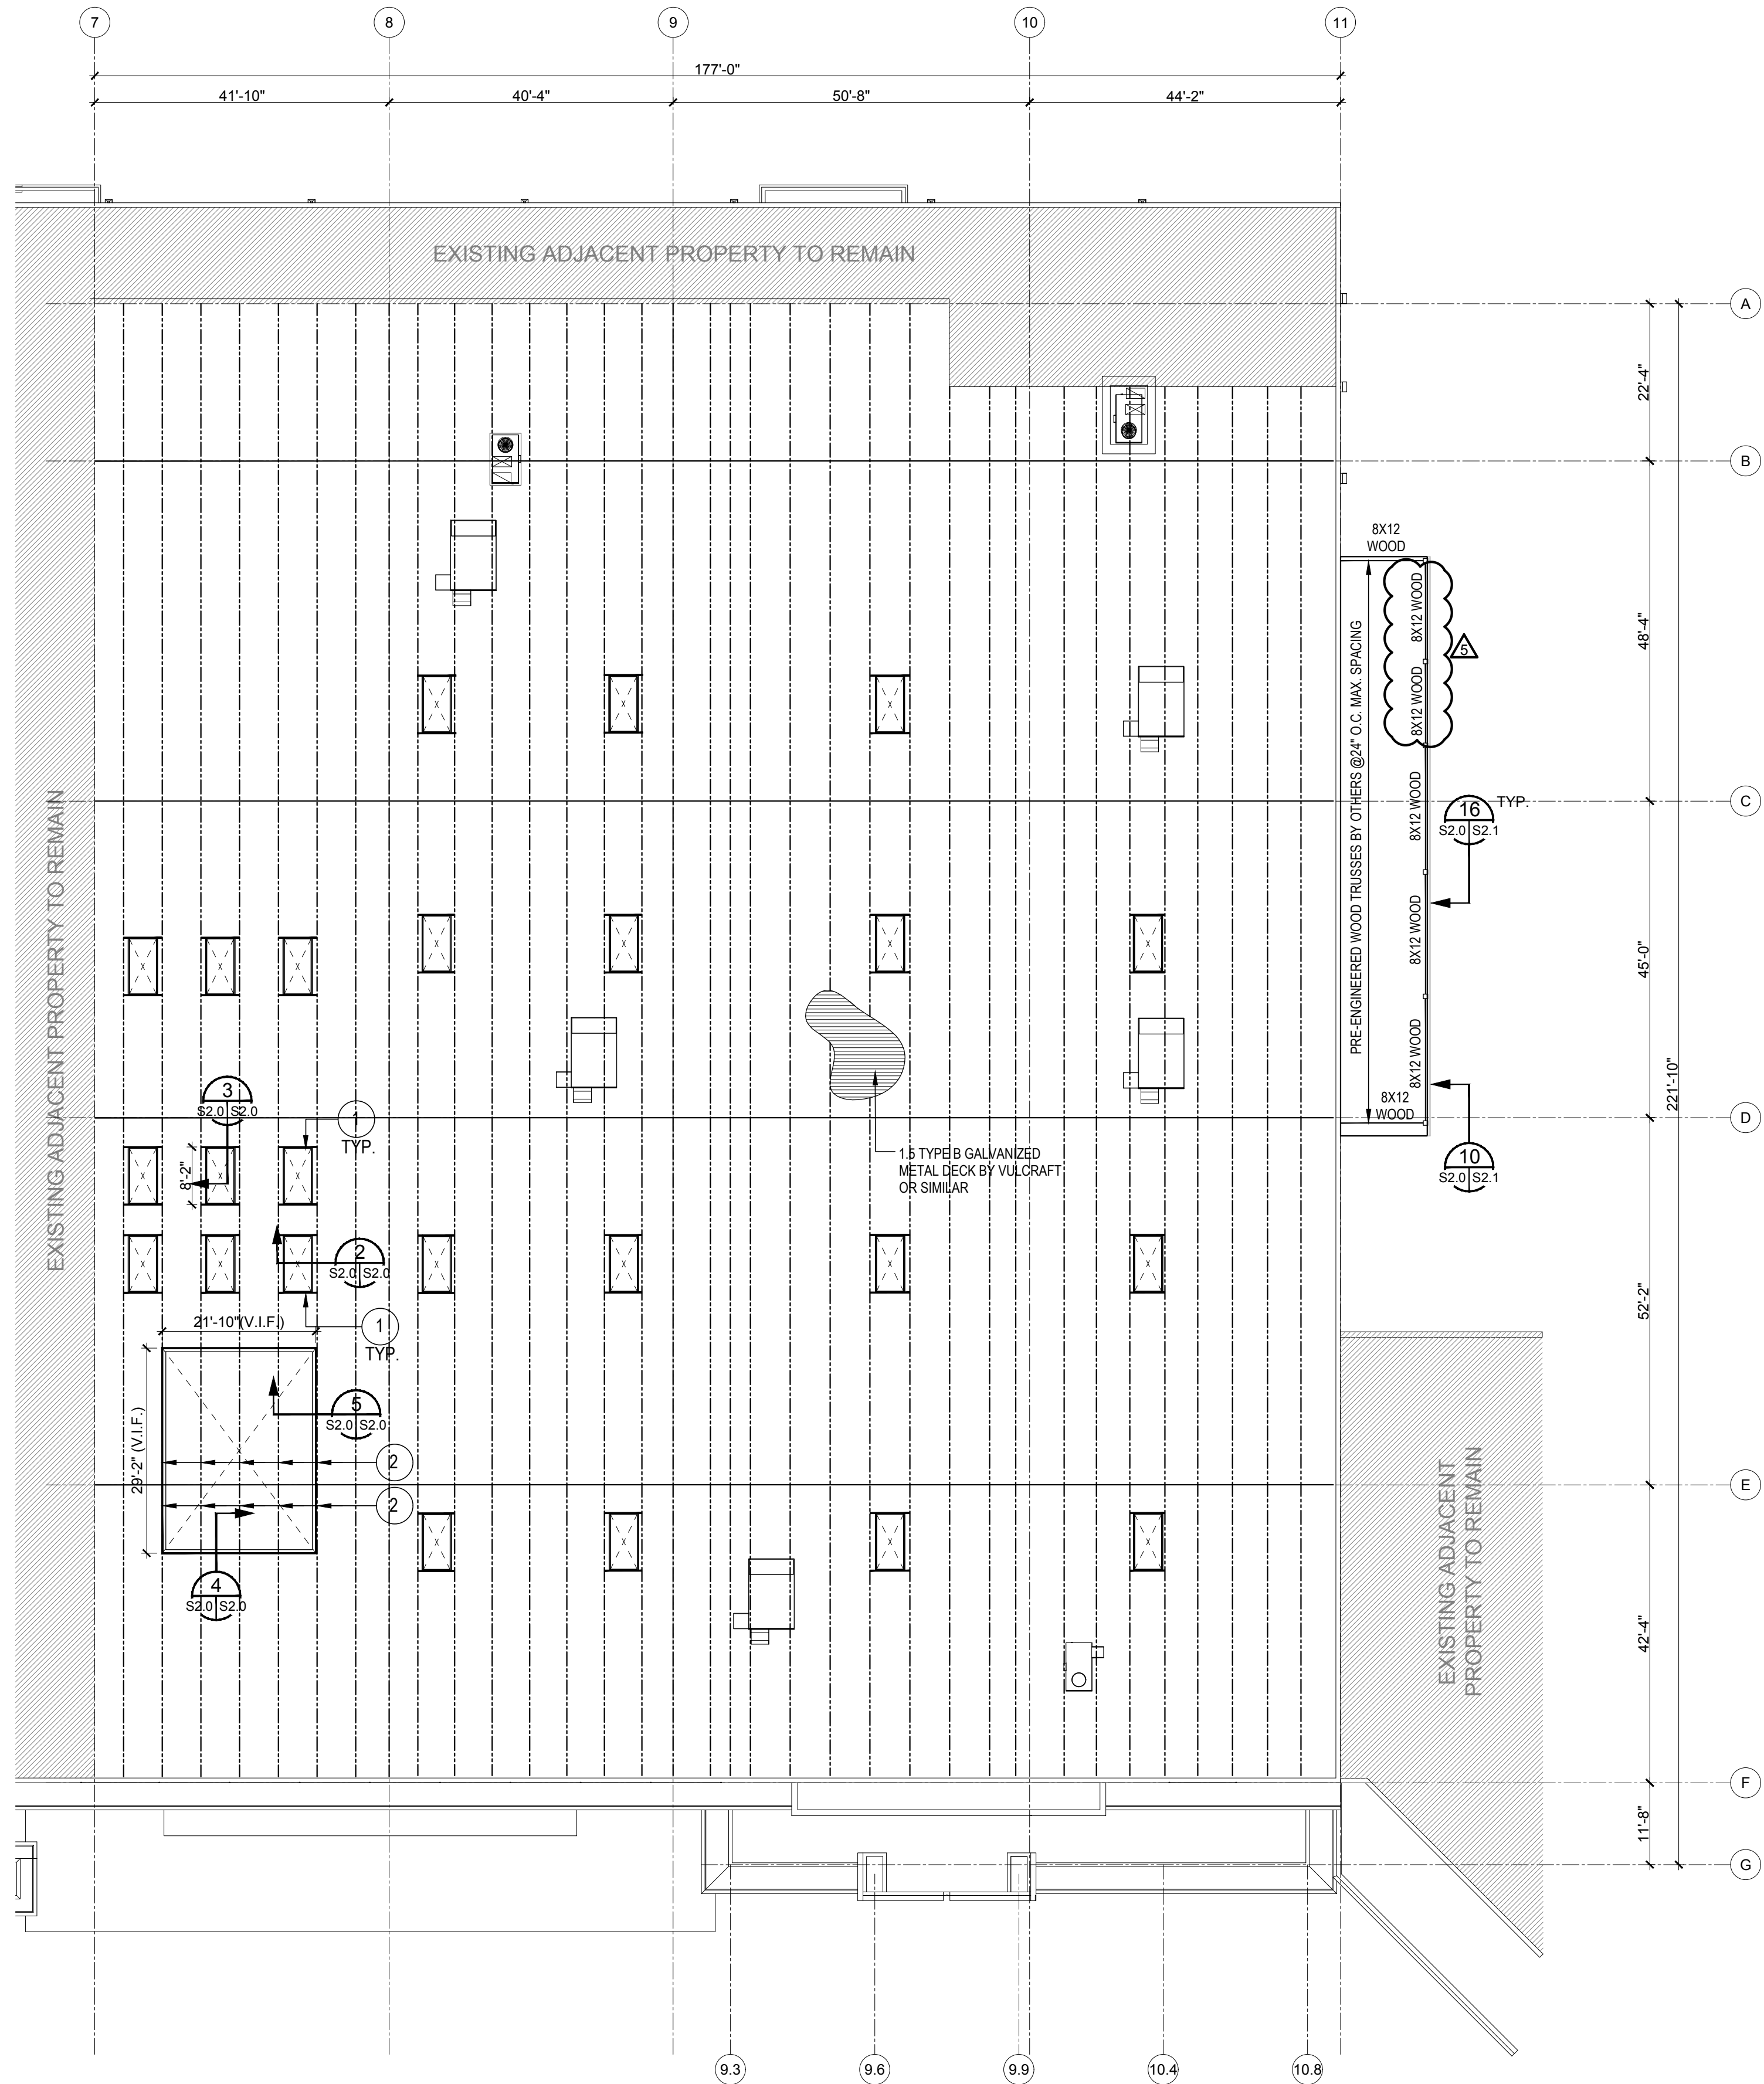 7
8
9
10
11
177'-0"
41'-10"
40'-4"
50'-8"
44'-2"
EXISTING ADJACENT PROPERTY TO REMAIN
A
22'-4"
B
8X12
WOOD
8X12 WOOD
8X12 WOOD
5
48'-4"
PRE-ENGINEERED WOOD TRUSSES BY OTHERS @24" O.C. MAX. SPACING
C
8X12 WOOD
16
TYP.
S2.0
S2.1
EXISTING ADJACENT PROPERTY TO REMAIN
8X12 WOOD
45'-0"
8X12 WOOD
3
S2.0
S2.0
1
TYP.
8X12
WOOD
221'-10"
D
8'-2"
1.5 TYPE B GALVANIZED
METAL DECK BY VULCRAFT
OR SIMILAR
10
S2.0
S2.1
2
S2.0
S2.0
52'-2"
21'-10"(V.I.F.)
1
TYP.
5
S2.0
S2.0
29'-2" (V.I.F.)
2
E
2
4
S2.0
S2.0
EXISTING ADJACENT
PROPERTY TO REMAIN
42'-4"
F
11'-8"
G
9.3
9.6
9.9
10.4
10.8